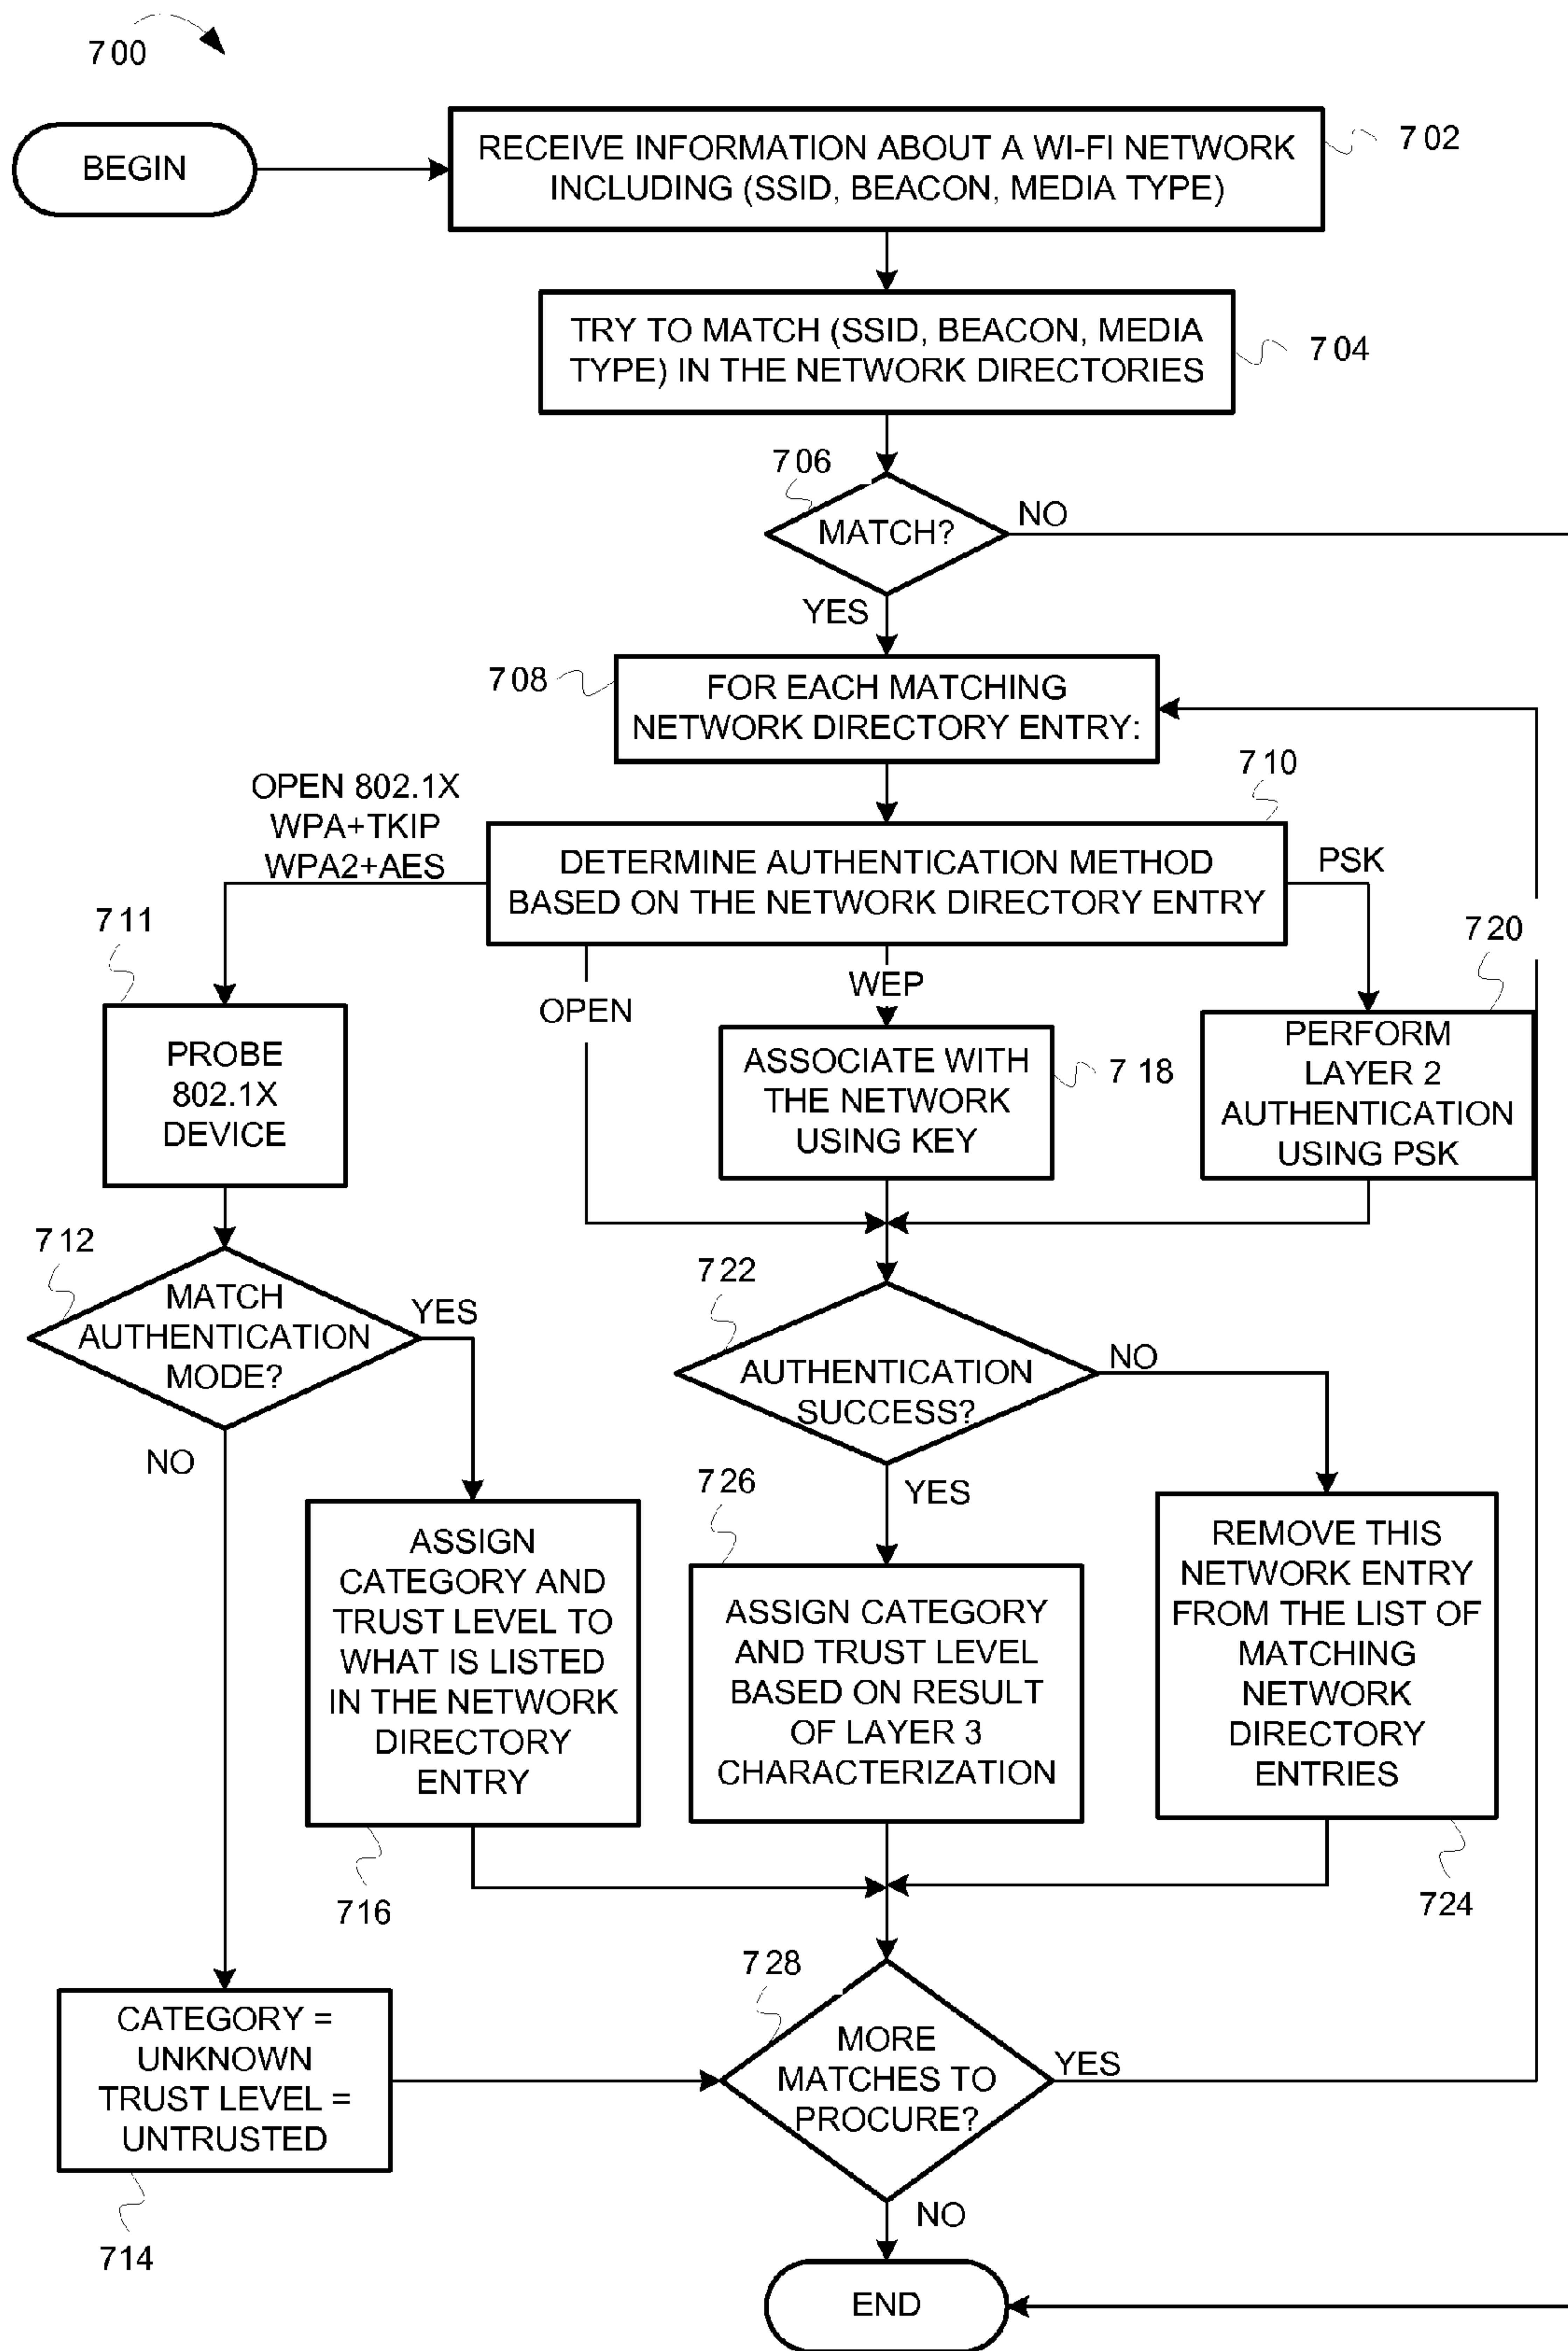 700
BEGIN
RECEIVE INFORMATION ABOUT A WI-FI NETWORK
INCLUDING (SSID, BEACON, MEDIA TYPE)
702
TRY TO MATCH (SSID, BEACON, MEDIA
TYPE) IN THE NETWORK DIRECTORIES
704
706
MATCH?
NO
YES
708
FOR EACH MATCHING
NETWORK DIRECTORY ENTRY:
710
OPEN 802.1X
WPA+TKIP
WPA2+AES
DETERMINE AUTHENTICATION METHOD
BASED ON THE NETWORK DIRECTORY ENTRY
PSK
711
PROBE
802.1X
DEVICE
OPEN
WEP
ASSOCIATE WITH
THE NETWORK
USING KEY
718
720
PERFORM
LAYER 2
AUTHENTICATION
USING PSK
712
MATCH
AUTHENTICATION
MODE?
YES
NO
722
AUTHENTICATION
SUCCESS?
NO
YES
716
ASSIGN
CATEGORY AND
TRUST LEVEL TO
WHAT IS LISTED
IN THE NETWORK
DIRECTORY
ENTRY
726
ASSIGN CATEGORY
AND TRUST LEVEL
BASED ON RESULT
OF LAYER 3
CHARACTERIZATION
REMOVE THIS
NETWORK ENTRY
FROM THE LIST OF
MATCHING
NETWORK
DIRECTORY
ENTRIES
724
CATEGORY =
UNKNOWN
TRUST LEVEL =
UNTRUSTED
714
728
MORE
MATCHES TO
PROCURE?
YES
NO
END